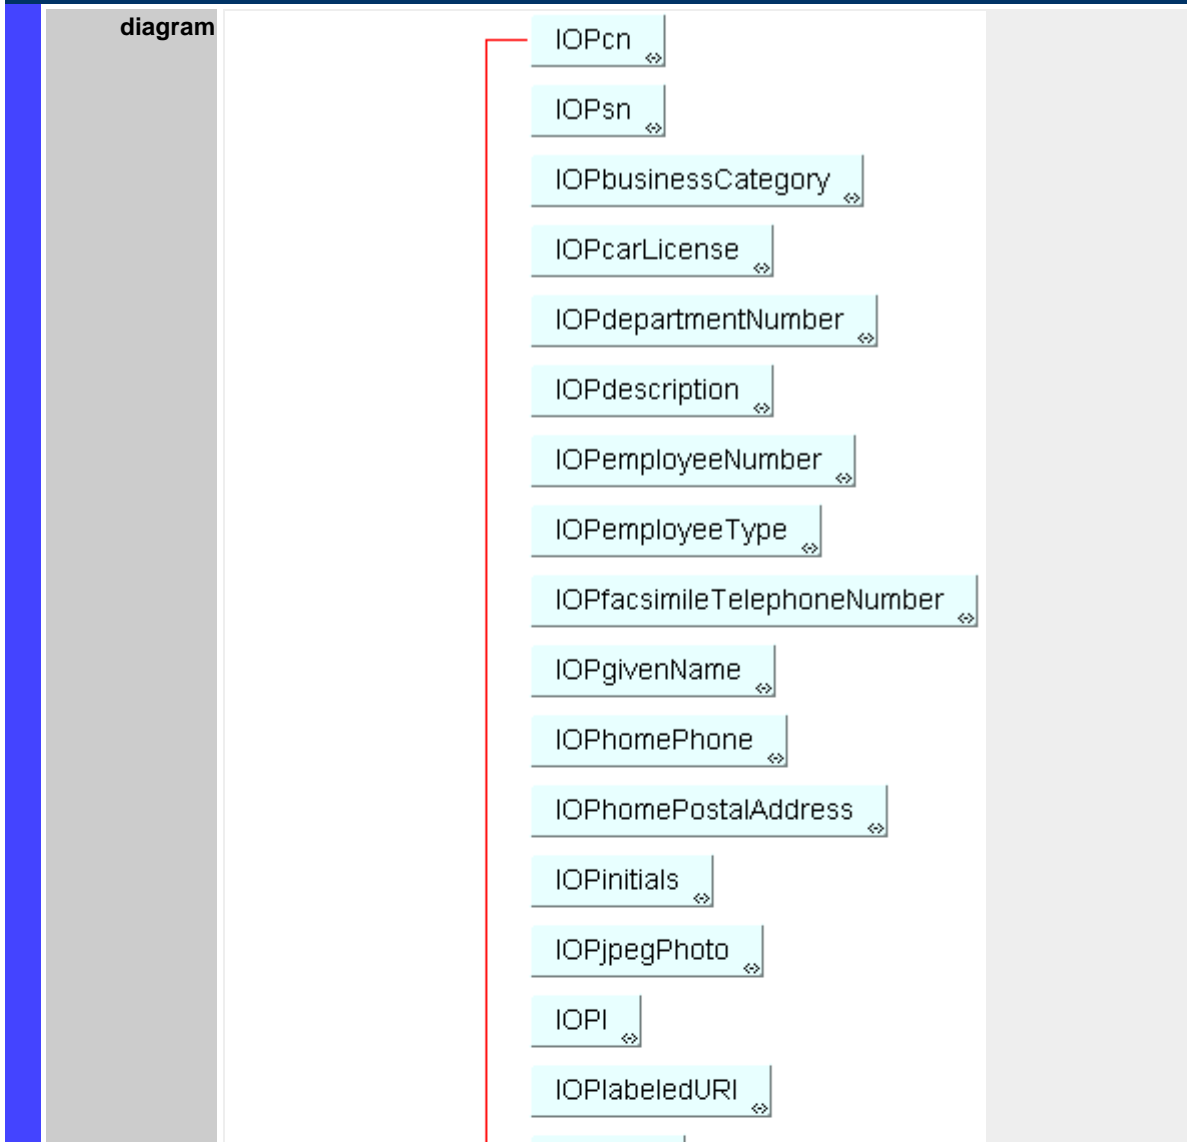 diagram
IOPcn
IOPsn
IOPbusinessCategory
IOPcarLicense
IOPdepartmentNumber
IOPdescription
IOPemployeeNumber
IOPemployeeType
IOPfacsimileTelephoneNumber
IOPgivenName
IOPhomePhone
IOPhomePostalAddress
IOPinitials
IOPjpegPhoto
IOPl
IOPlabeledURI